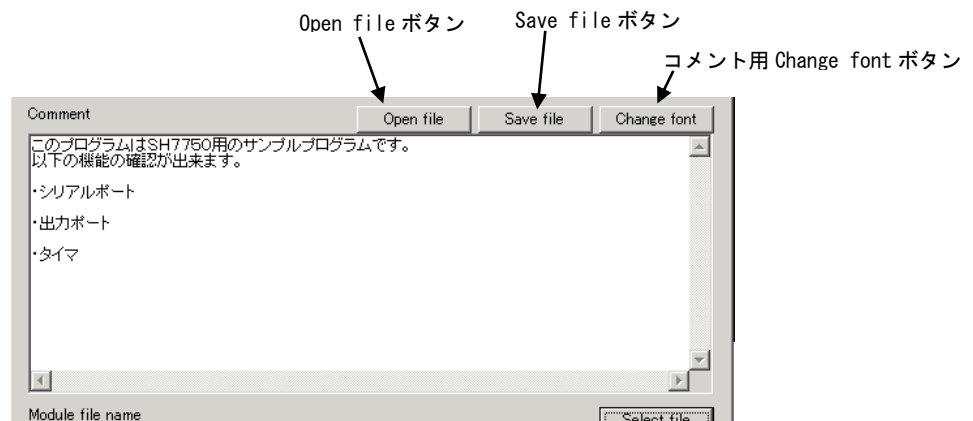 Open file ボタン
Save file ボタン
コメント用 Change font ボタン
Comment
Open file
Save file
Change font
このプログラムはSH7750用のサンプルプログラムです。
以下の機能の確認が出来ます。
・シリアルポート
・出力ポート
・タイマ
Module file name
Select file